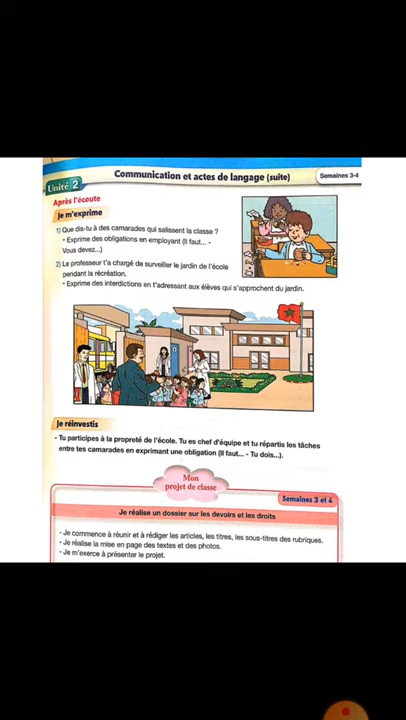 Unité 2
Communication et actes de langage (suite)
Semaines 3-4
Après l'écoute
Je m'exprime
1) Que dis-tu à des camarades qui salissent la classe ?
• Exprime des obligations en employant (Il faut... -
Vous devez...)
2) Le professeur t'a chargé de surveiller le jardin de l'école
pendant la récréation.
• Exprime des interdictions en t'adressant aux élèves qui s'approchent du jardin.
Je réinvestis
- Tu participes à la propreté de l'école. Tu es chef d'équipe et tu répartis les tâches
entre tes camarades en exprimant une obligation (Il faut... - Tu dois...).
Mon
projet de classe
Semaines 3 et 4
Je réalise un dossier sur les devoirs et les droits
- Je commence à réunir et à rédiger les articles, les titres, les sous-titres des rubriques.
- Je réalise la mise en page des textes et des photos.
- Je m'exerce à présenter le projet.